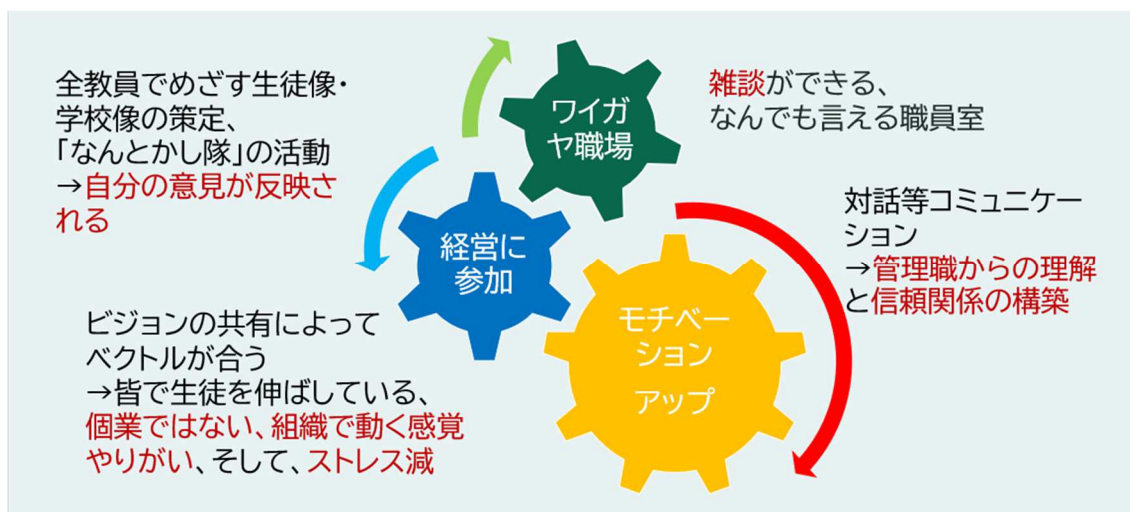 全教員でめざす生徒像・
学校像の策定、
「なんとかし隊」の活動
→自分の意見が反映さ
れる
ワイガ
ヤ職場
雑談ができる、
なんでも言える職員室
経営に
参加
対話等コミュニケー
ション
→管理職からの理解
と信頼関係の構築
ビジョンの共有によって
ベクトルが合う
→皆で生徒を伸ばしている、
個業ではない、組織で動く感覚
やりがい、そして、ストレス減
モチベー
ション
アップ